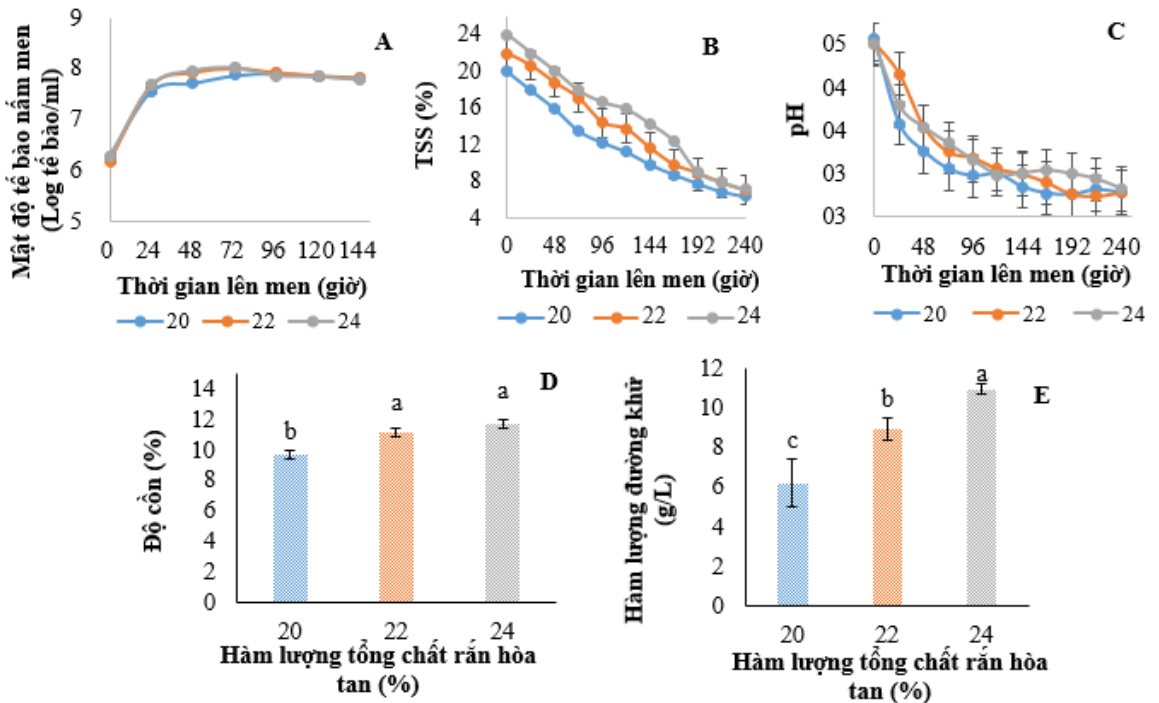 A
Mật độ tế bào nấm men
(Log tế bào/ml)
9
8
7
6
5
0 24 48 72 96 120 144
Thời gian lên men (giờ)
20 22 24
B
TSS (%)
24
20
16
12
8
4
0 48 96 144 192 240
Thời gian lên men (giờ)
20 22 24
C
pH
05
04
04
03
03
0 48 96 144 192 240
Thời gian lên men (giờ)
20 22 24
D
Độ cồn (%)
14
12
10
8
6
4
2
0
b
a
a
20 22 24
Hàm lượng tổng chất rắn hòa
tan (%)
E
Hàm lượng đường khử
(g/L)
12
10
8
6
4
2
0
c
b
a
20 22 24
Hàm lượng tổng chất rắn hòa
tan (%)